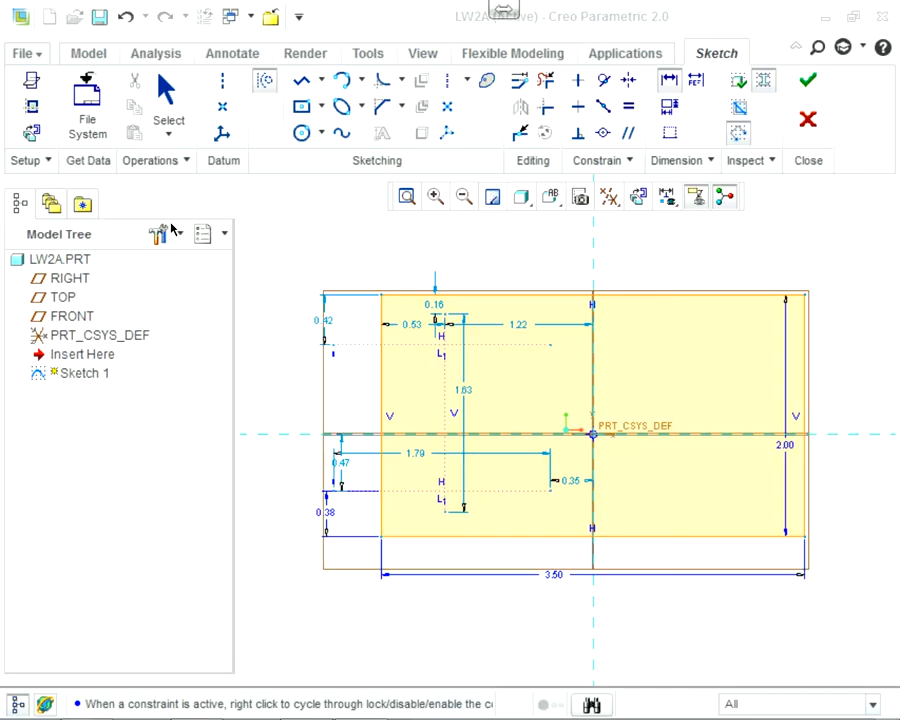 LW2A (Active) - Creo Parametric 2.0
File Model Analysis Annotate Render Tools View Flexible Modeling Applications Sketch
File System
Select
Setup Get Data Operations Datum Sketching Editing Constrain Dimension Inspect Close
Model Tree
LW2A.PRT
RIGHT
TOP
FRONT
PRT_CSYS_DEF
Insert Here
Sketch 1
0.16
H
0.42
0.53
1.22
H
L1
1.63
V
V
V
PRT_CSYS_DEF
2.00
1.79
0.47
0.35
H
L1
0.38
H
3.50
When a constraint is active, right click to cycle through lock/disable/enable the c
All